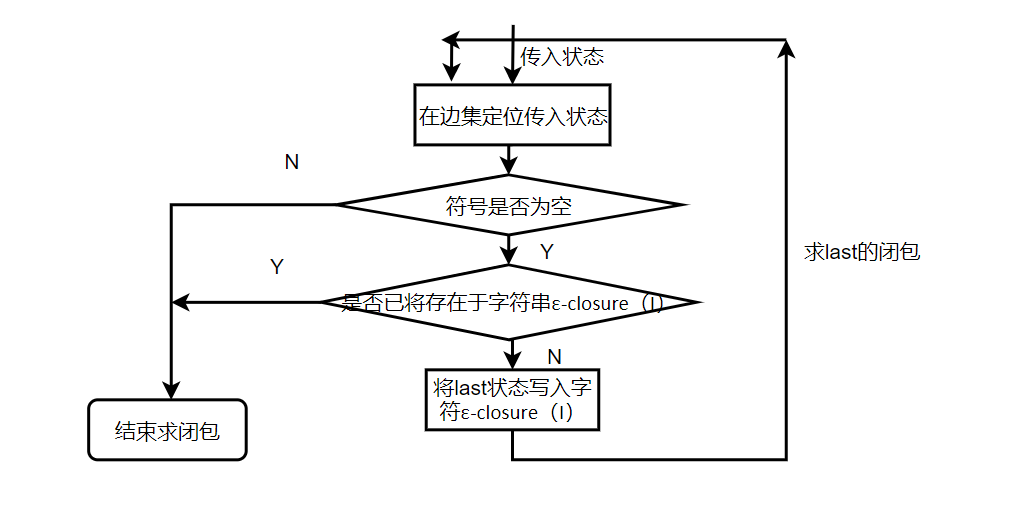 传入状态
在边集定位传入状态
N
符号是否为空
Y
求last的闭包
Y
是否已将存在于字符串ε-closure（I）
N
将last状态写入字
符ε-closure（I）
结束求闭包